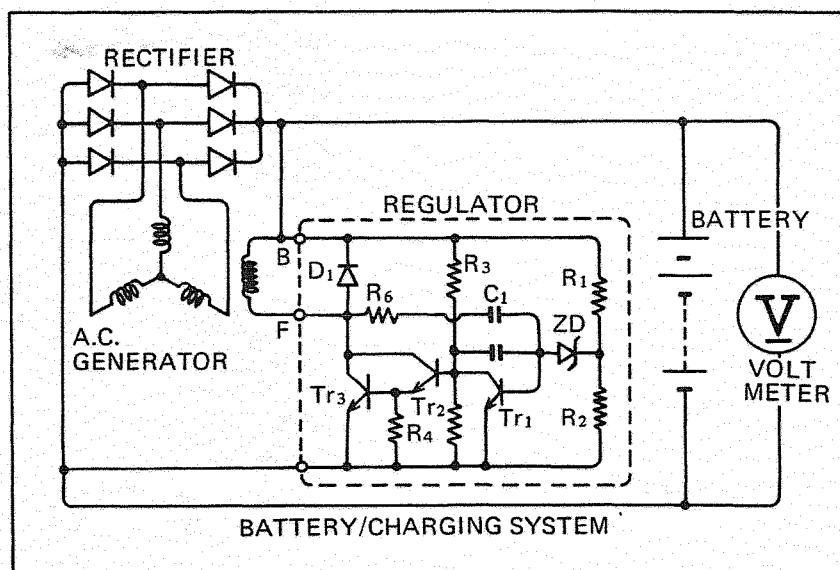 RECTIFIER
REGULATOR
BATTERY
B
D₁
R₃
R₁
R₆
C₁
F
ZD
A.C.
GENERATOR
V
VOLT
METER
Tr₃
Tr₂
R₄
Tr₁
R₂
BATTERY/CHARGING SYSTEM